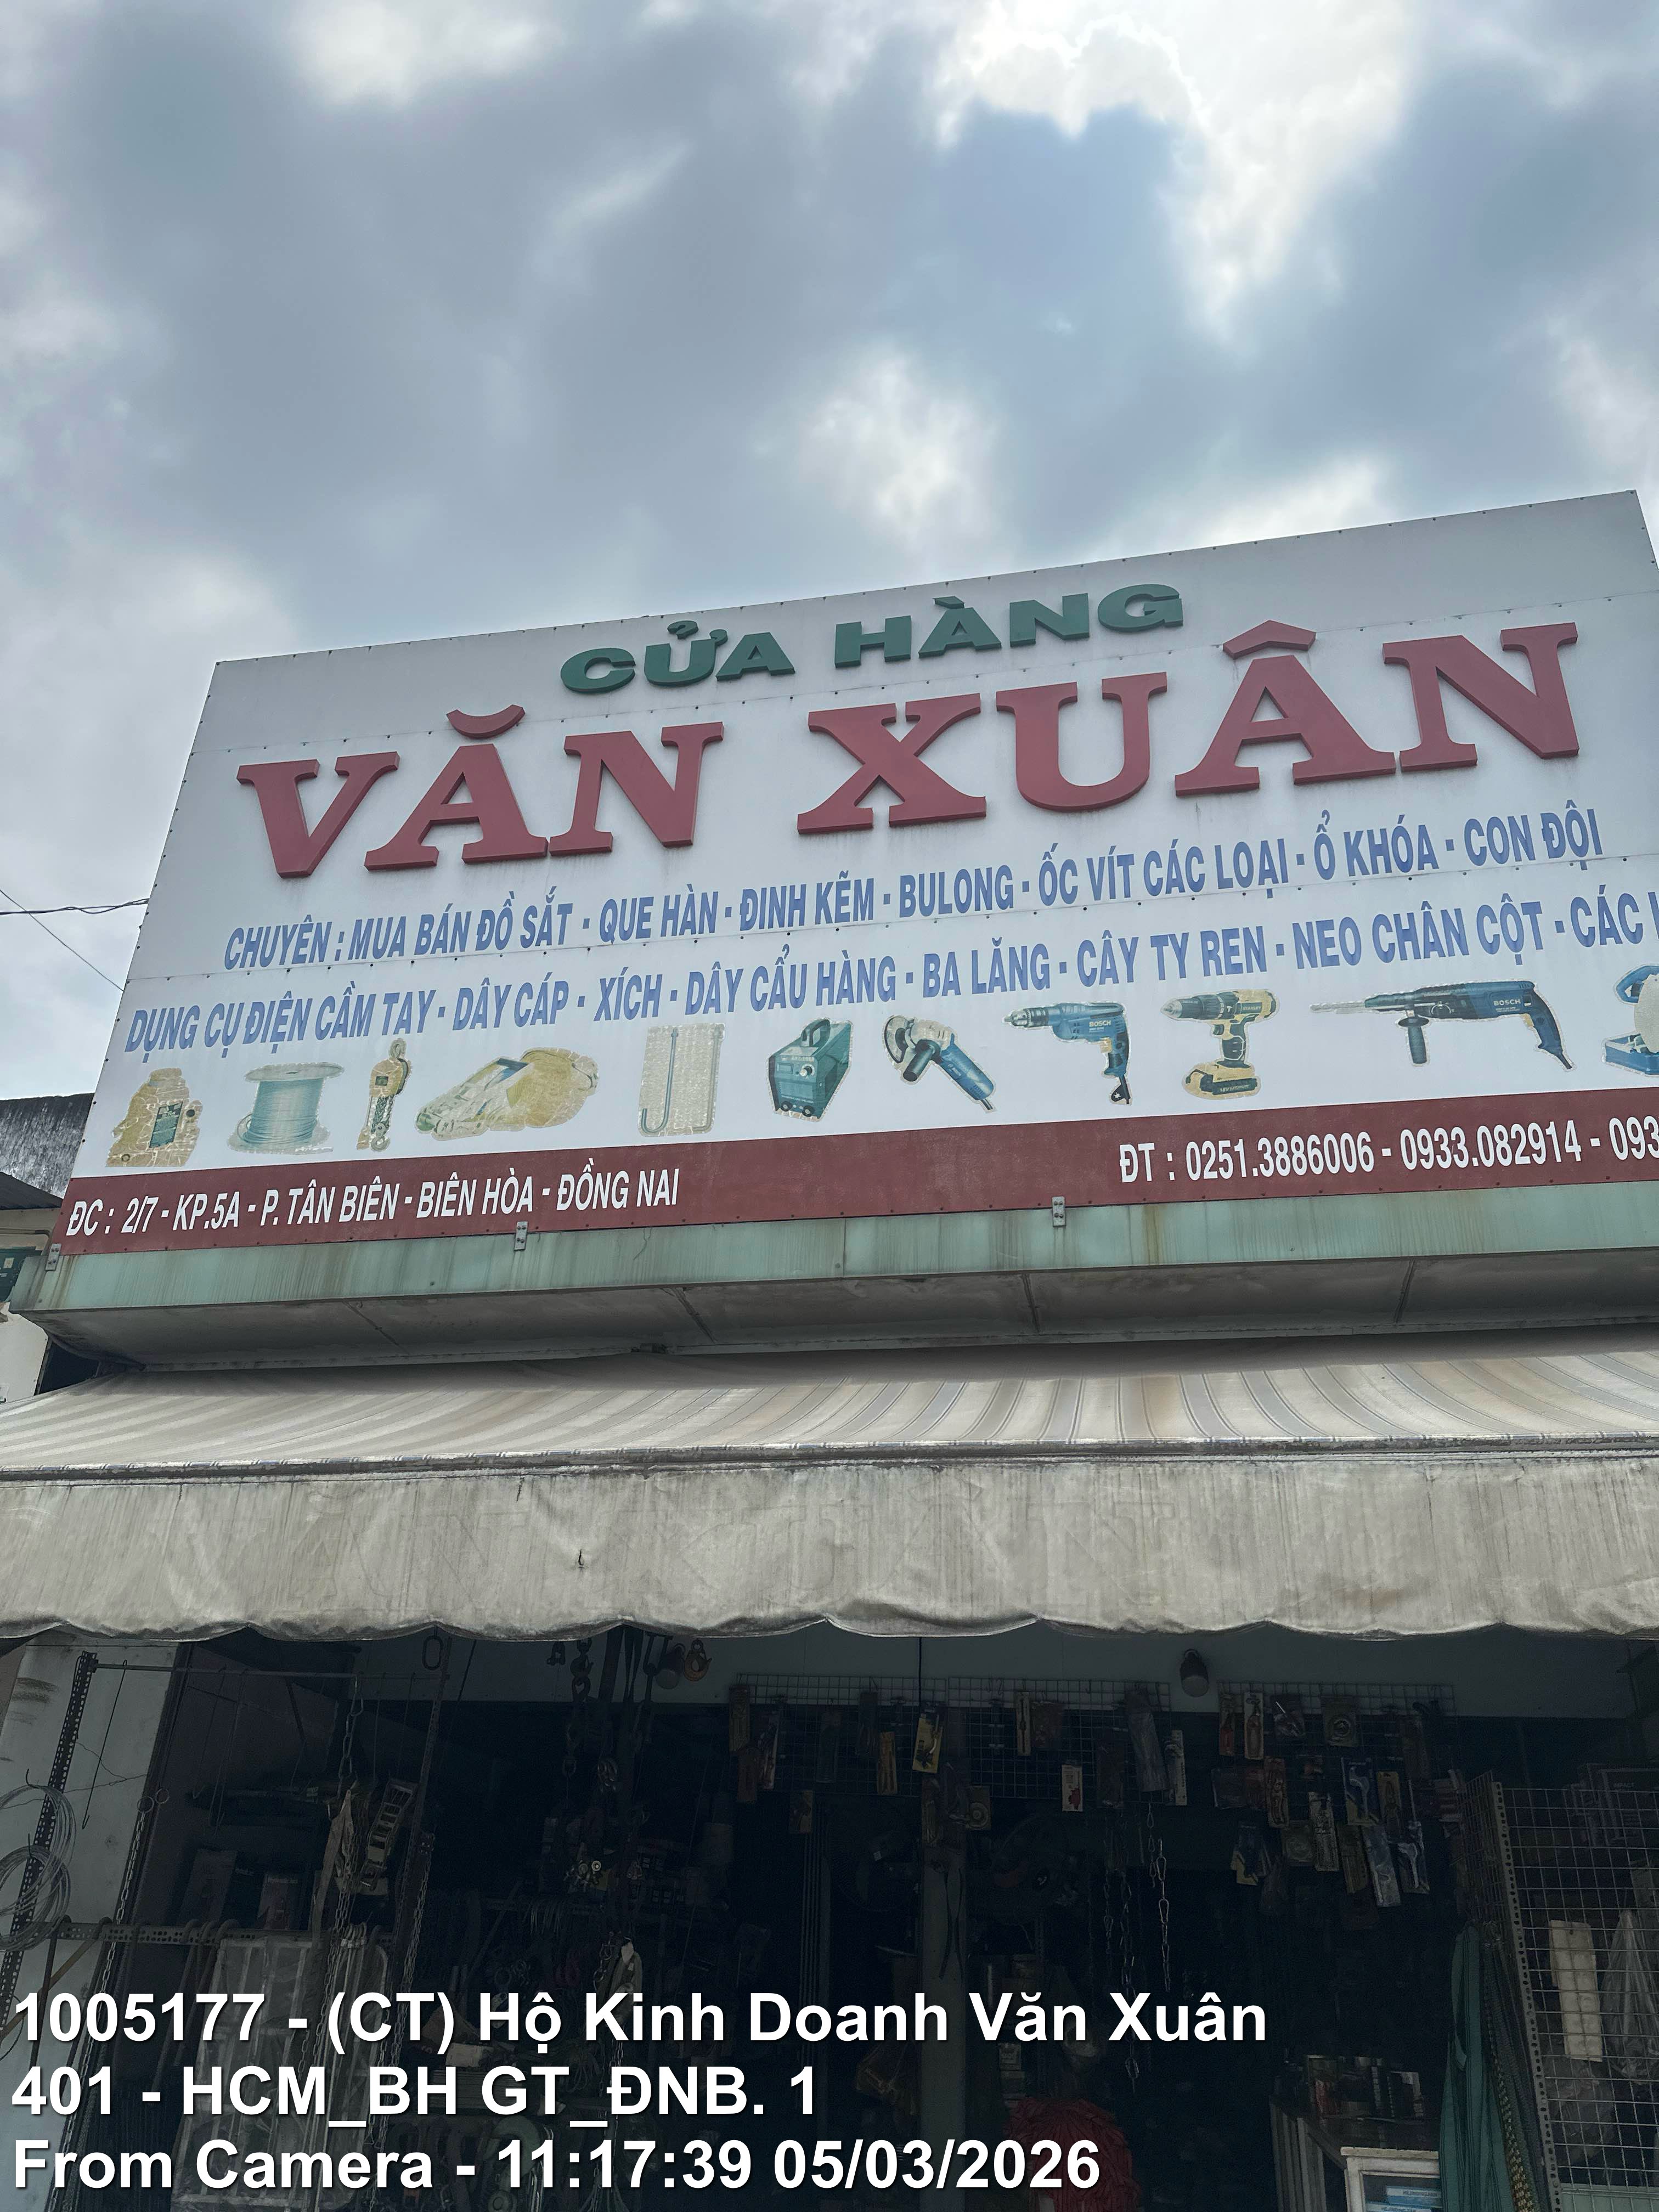 CỬA HÀNG
VĂN XUÂN
CHUYÊN : MUA BÁN ĐỒ SẮT - QUE HÀN - ĐINH KẼM - BULONG - ỐC VÍT CÁC LOẠI - Ổ KHÓA - CON ĐỘI
DỤNG CỤ ĐIỆN CẦM TAY - DÂY CÁP - XÍCH - DÂY CẨU HÀNG - BA LĂNG - CÂY TY REN - NEO CHÂN CỘT - CÁC
BOSCH
BOSCH
ĐC : 2/7 - KP.5A - P. TÂN BIÊN - BIÊN HÒA - ĐỒNG NAI
ĐT : 0251.3886006 - 0933.082914 - 093
1005177 - (CT) Hộ Kinh Doanh Văn Xuân
401 - HCM_BH GT_ĐNB. 1
From Camera - 11:17:39 05/03/2026